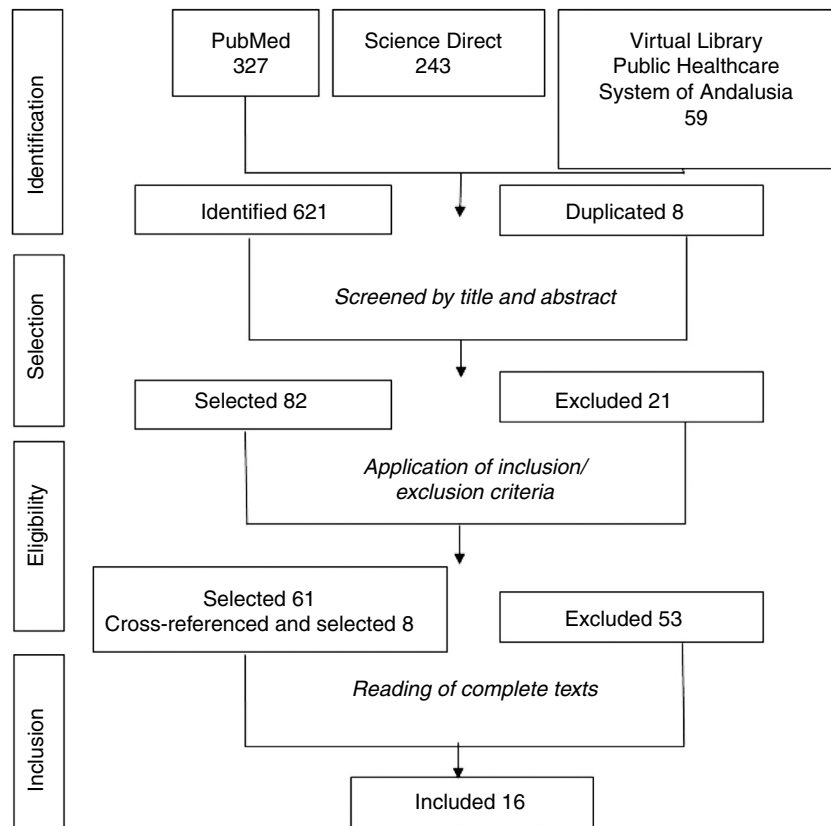 PubMed
327
Science Direct
243
Virtual Library
Public Healthcare
System of Andalusia
59
Identification
Identified 621
Duplicated 8
Screened by title and abstract
Selection
Selected 82
Excluded 21
Application of inclusion/
exclusion criteria
Eligibility
Selected 61
Cross-referenced and selected 8
Excluded 53
Reading of complete texts
Inclusion
Included 16